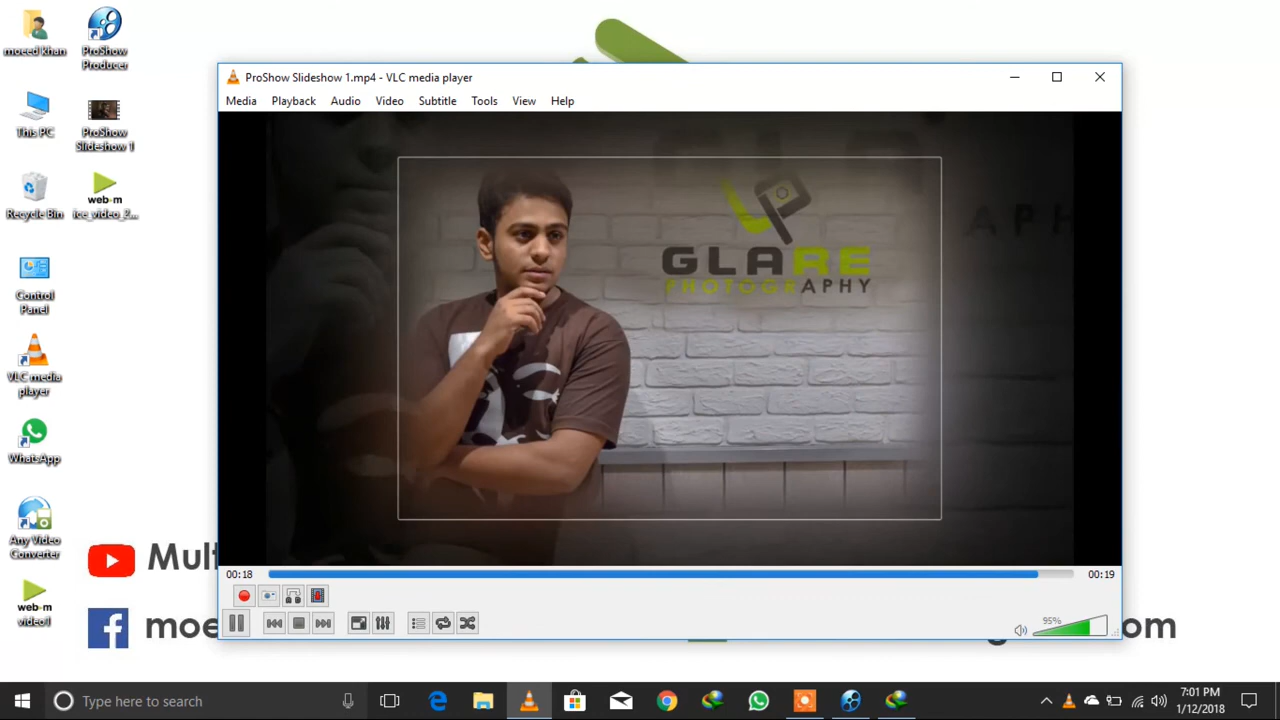 moeed khan
ProShow
Producer
This PC
ProShow
Slideshow 1
Recycle Bin
web-m
ice_video_2...
Control
Panel
VLC media
player
WhatsApp
Any Video
Converter
web-m
video1
Mult
moe
com
ProShow Slideshow 1.mp4 - VLC media player
Media Playback Audio Video Subtitle Tools View Help
GLARE
PHOTOGRAPHY
APH
00:18
00:19
95%
Type here to search
7:01 PM
1/12/2018